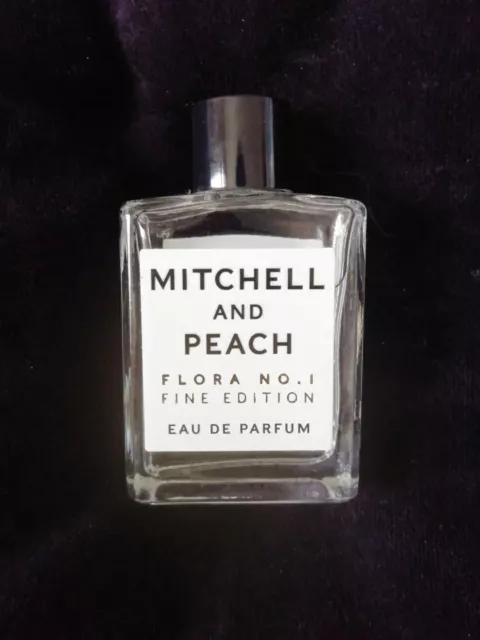 MITCHELL
AND
PEACH
FLORA NO.1
FINE EDITION
EAU DE PARFUM